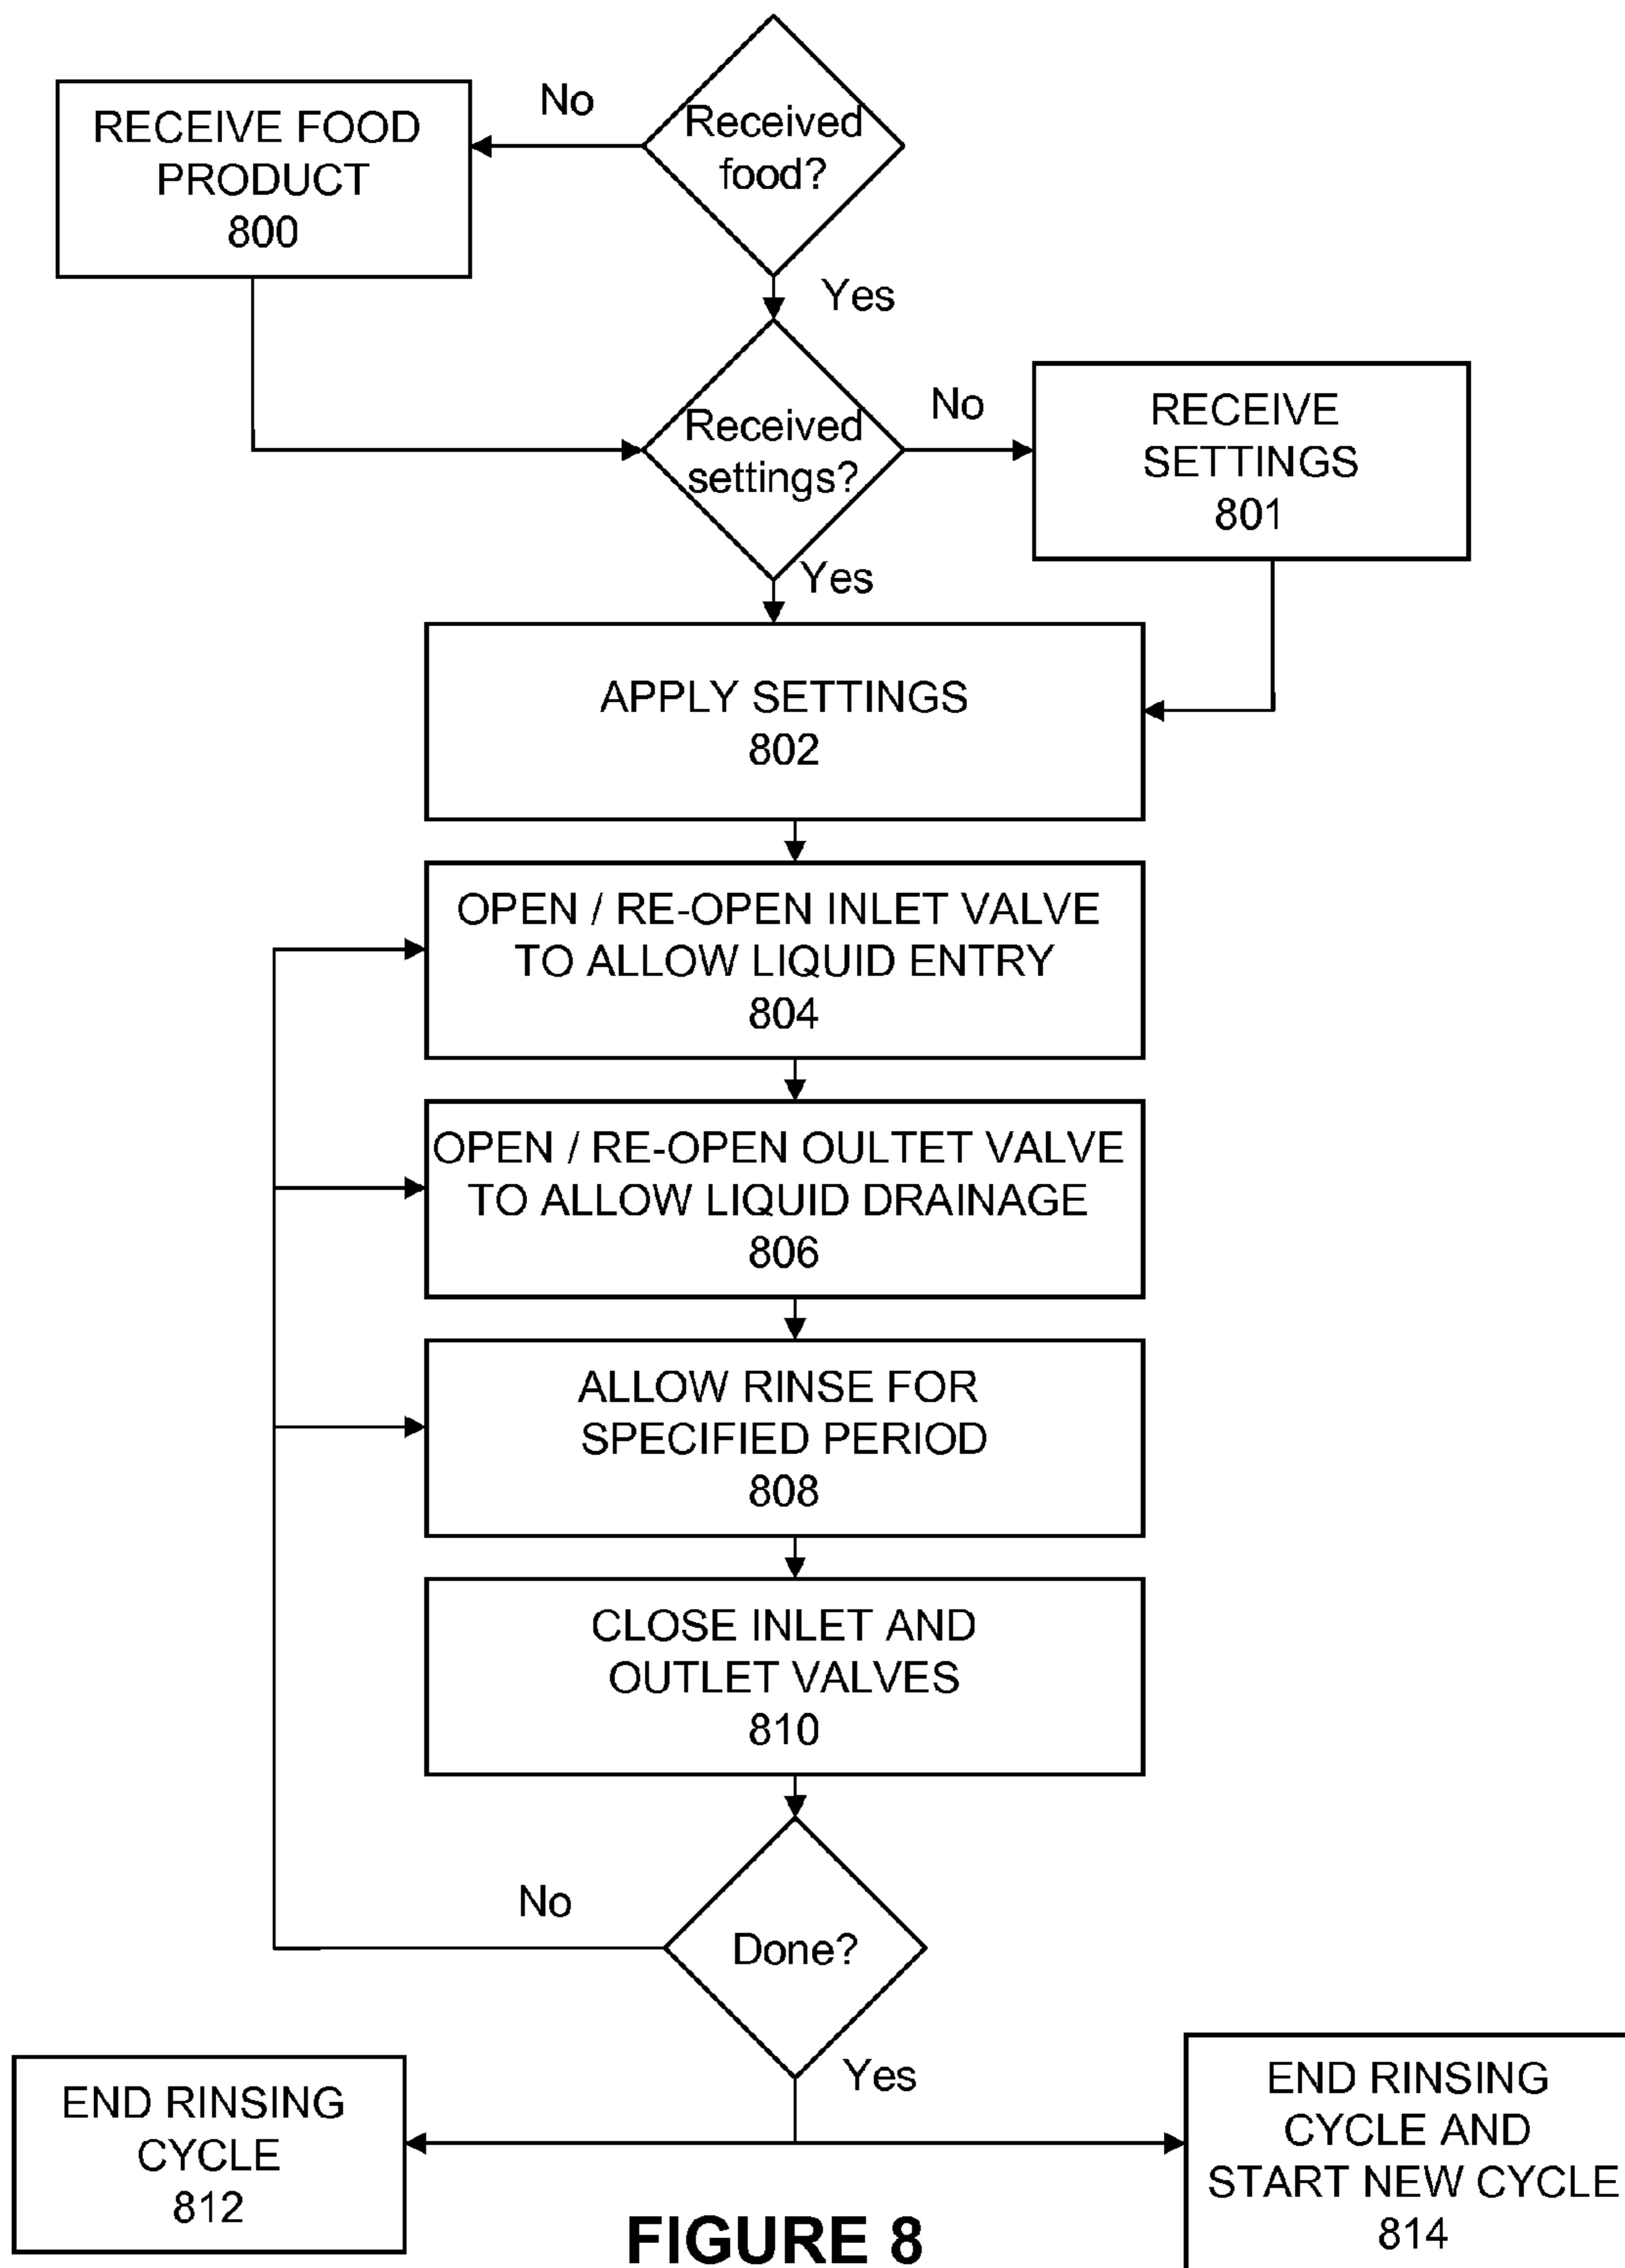 Received
food?
No
RECEIVE FOOD
PRODUCT
800
Yes
Received
settings?
No
RECEIVE
SETTINGS
801
Yes
APPLY SETTINGS
802
OPEN / RE-OPEN INLET VALVE
TO ALLOW LIQUID ENTRY
804
OPEN / RE-OPEN OULTET VALVE
TO ALLOW LIQUID DRAINAGE
806
ALLOW RINSE FOR
SPECIFIED PERIOD
808
CLOSE INLET AND
OUTLET VALVES
810
No
Done?
Yes
END RINSING
CYCLE
812
END RINSING
CYCLE AND
START NEW CYCLE
814
FIGURE 8